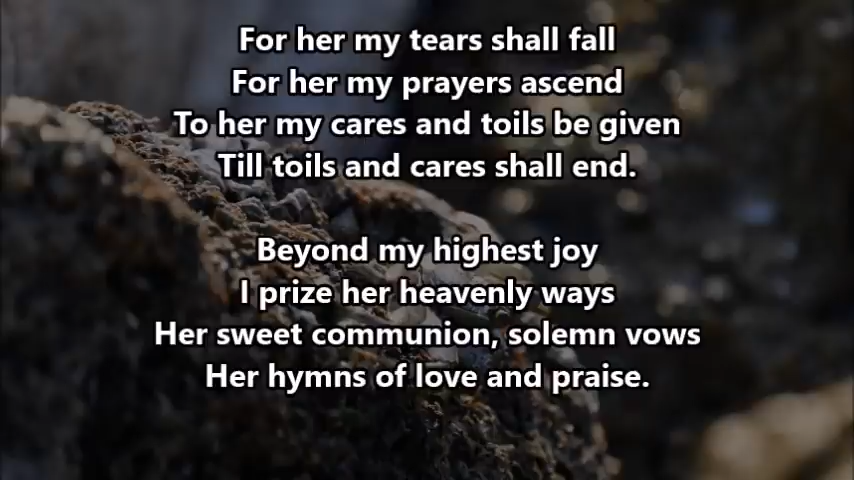 For her my tears shall fall
For her my prayers ascend
To her my cares and toils be given
Till toils and cares shall end.
Beyond my highest joy
I prize her heavenly ways
Her sweet communion, solemn vows
Her hymns of love and praise.